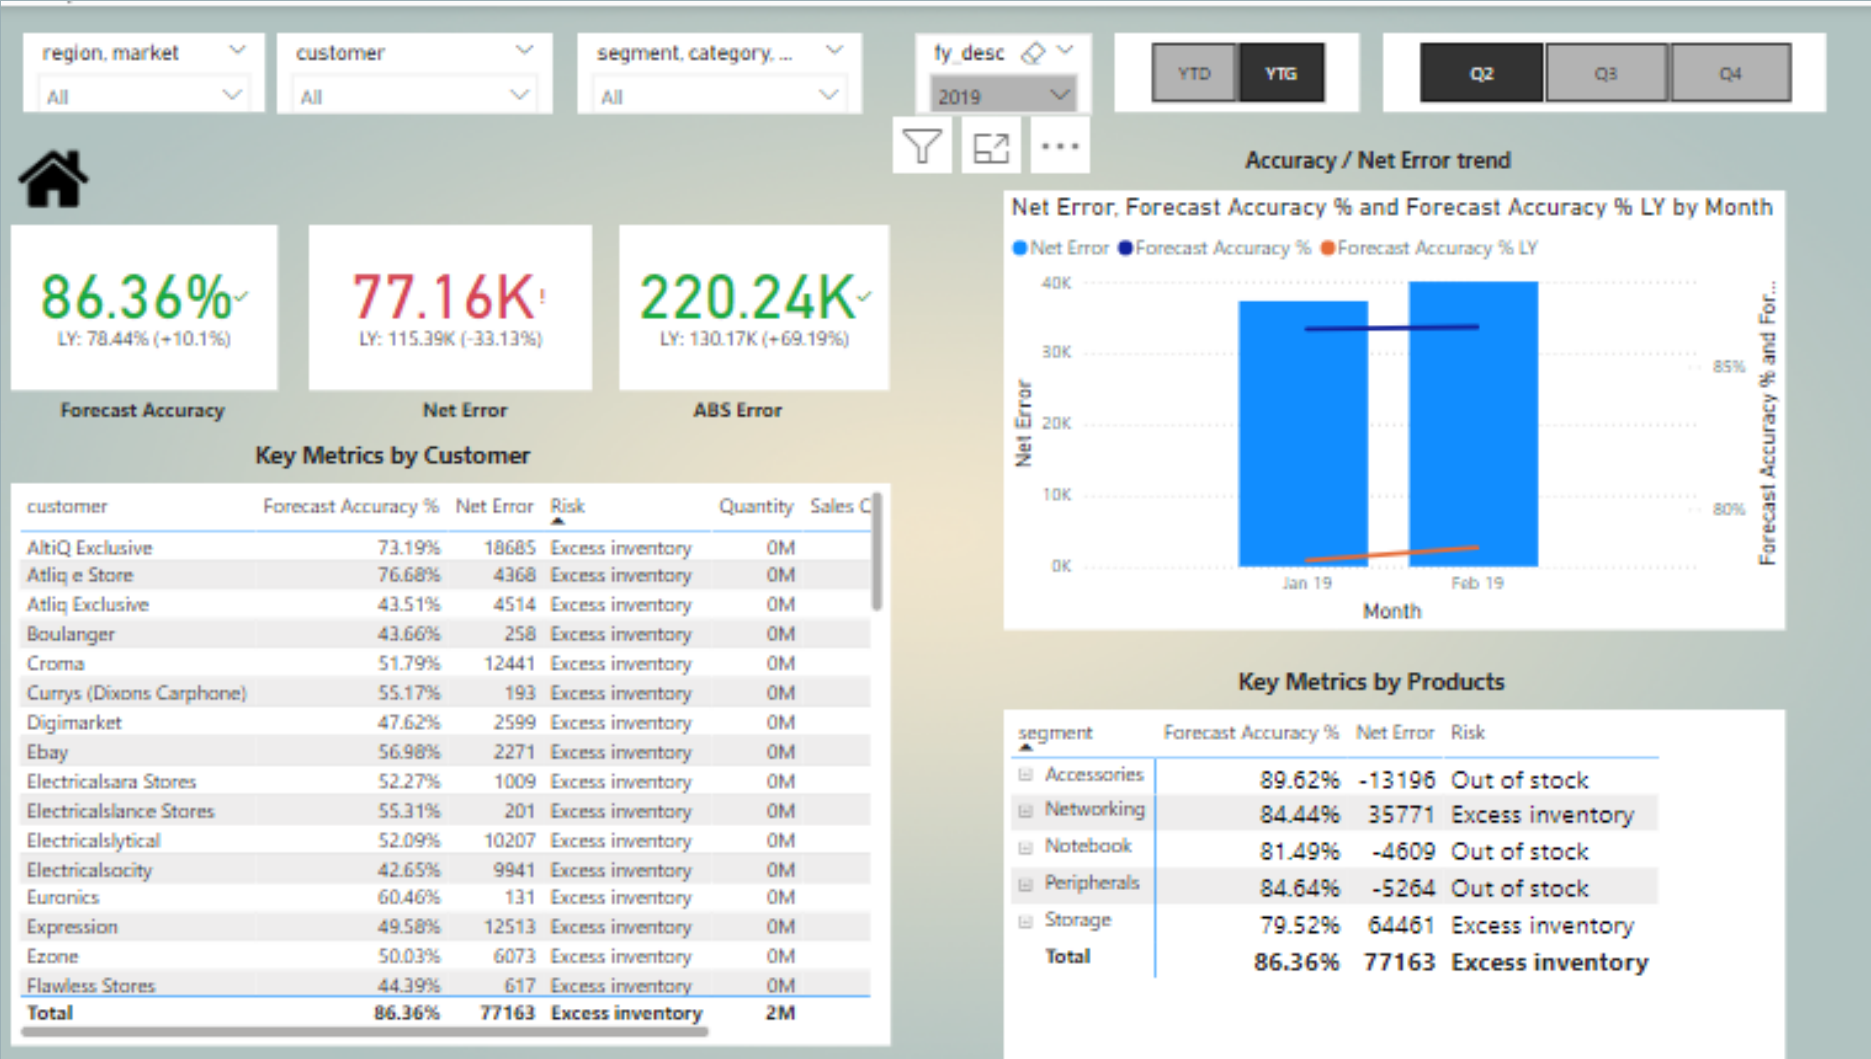 region, market
All
customer
All
segment, category, ...
All
fy_desc
2019
YTD YTG
Q2 Q3 Q4
86.36%
LY: 78.44% (+10.1%)
Forecast Accuracy
77.16K!
LY: 115.39K (-33.13%)
Net Error
220.24K
LY: 130.17K (+69.19%)
ABS Error
Accuracy / Net Error trend
Net Error, Forecast Accuracy % and Forecast Accuracy % LY by Month
Net Error Forecast Accuracy % Forecast Accuracy % LY
Net Error
40K
30K
20K
10K
0K
85%
80%
Forecast Accuracy % and For...
Jan 19 Feb 19
Month
Key Metrics by Customer
customer Forecast Accuracy % Net Error Risk Quantity Sales C
AltiQ Exclusive 73.19% 18685 Excess inventory 0M
Atliq e Store 76.68% 4368 Excess inventory 0M
Atliq Exclusive 43.51% 4514 Excess inventory 0M
Boulanger 43.66% 258 Excess inventory 0M
Croma 51.79% 12441 Excess inventory 0M
Currys (Dixons Carphone) 55.17% 193 Excess inventory 0M
Digimarket 47.62% 2599 Excess inventory 0M
Ebay 56.98% 2271 Excess inventory 0M
Electricalsara Stores 52.27% 1009 Excess inventory 0M
Electricalslance Stores 55.31% 201 Excess inventory 0M
Electricalslytical 52.09% 10207 Excess inventory 0M
Electricalsocity 42.65% 9941 Excess inventory 0M
Euronics 60.46% 131 Excess inventory 0M
Expression 49.58% 12513 Excess inventory 0M
Ezone 50.03% 6073 Excess inventory 0M
Flawless Stores 44.39% 617 Excess inventory 0M
Total 86.36% 77163 Excess inventory 2M
Key Metrics by Products
segment Forecast Accuracy % Net Error Risk
Accessories 89.62% -13196 Out of stock
Networking 84.44% 35771 Excess inventory
Notebook 81.49% -4609 Out of stock
Peripherals 84.64% -5264 Out of stock
Storage 79.52% 64461 Excess inventory
Total 86.36% 77163 Excess inventory